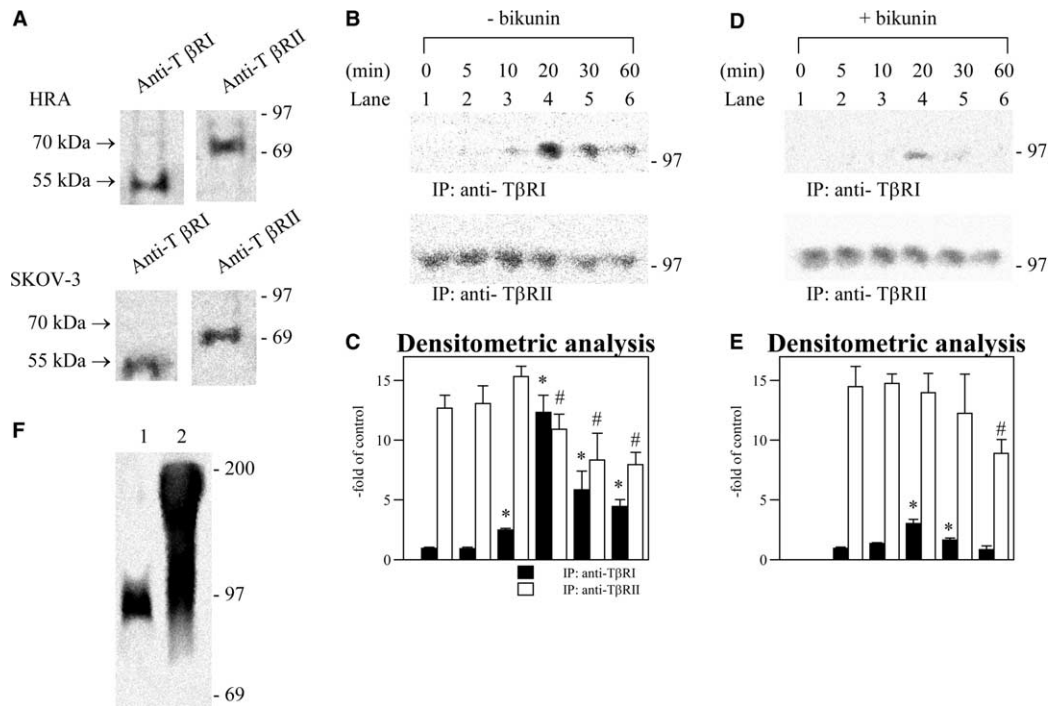 A
Anti-T βRI
Anti-T βRII
HRA
- 97
70 kDa →
- 69
55 kDa →
Anti-T βRI
Anti-T βRII
SKOV-3
- 97
70 kDa →
- 69
55 kDa →
B
- bikunin
(min) 0 5 10 20 30 60
Lane 1 2 3 4 5 6
- 97
IP: anti- TβRI
- 97
IP: anti- TβRII
D
+ bikunin
(min) 0 5 10 20 30 60
Lane 1 2 3 4 5 6
- 97
IP: anti- TβRI
- 97
IP: anti- TβRII
C Densitometric analysis
-fold of control
15
10
5
0
* * * *
# # #
IP: anti-TβRI
IP: anti-TβRII
E Densitometric analysis
-fold of control
15
10
5
0
* *
#
F
1 2
- 200
- 97
- 69